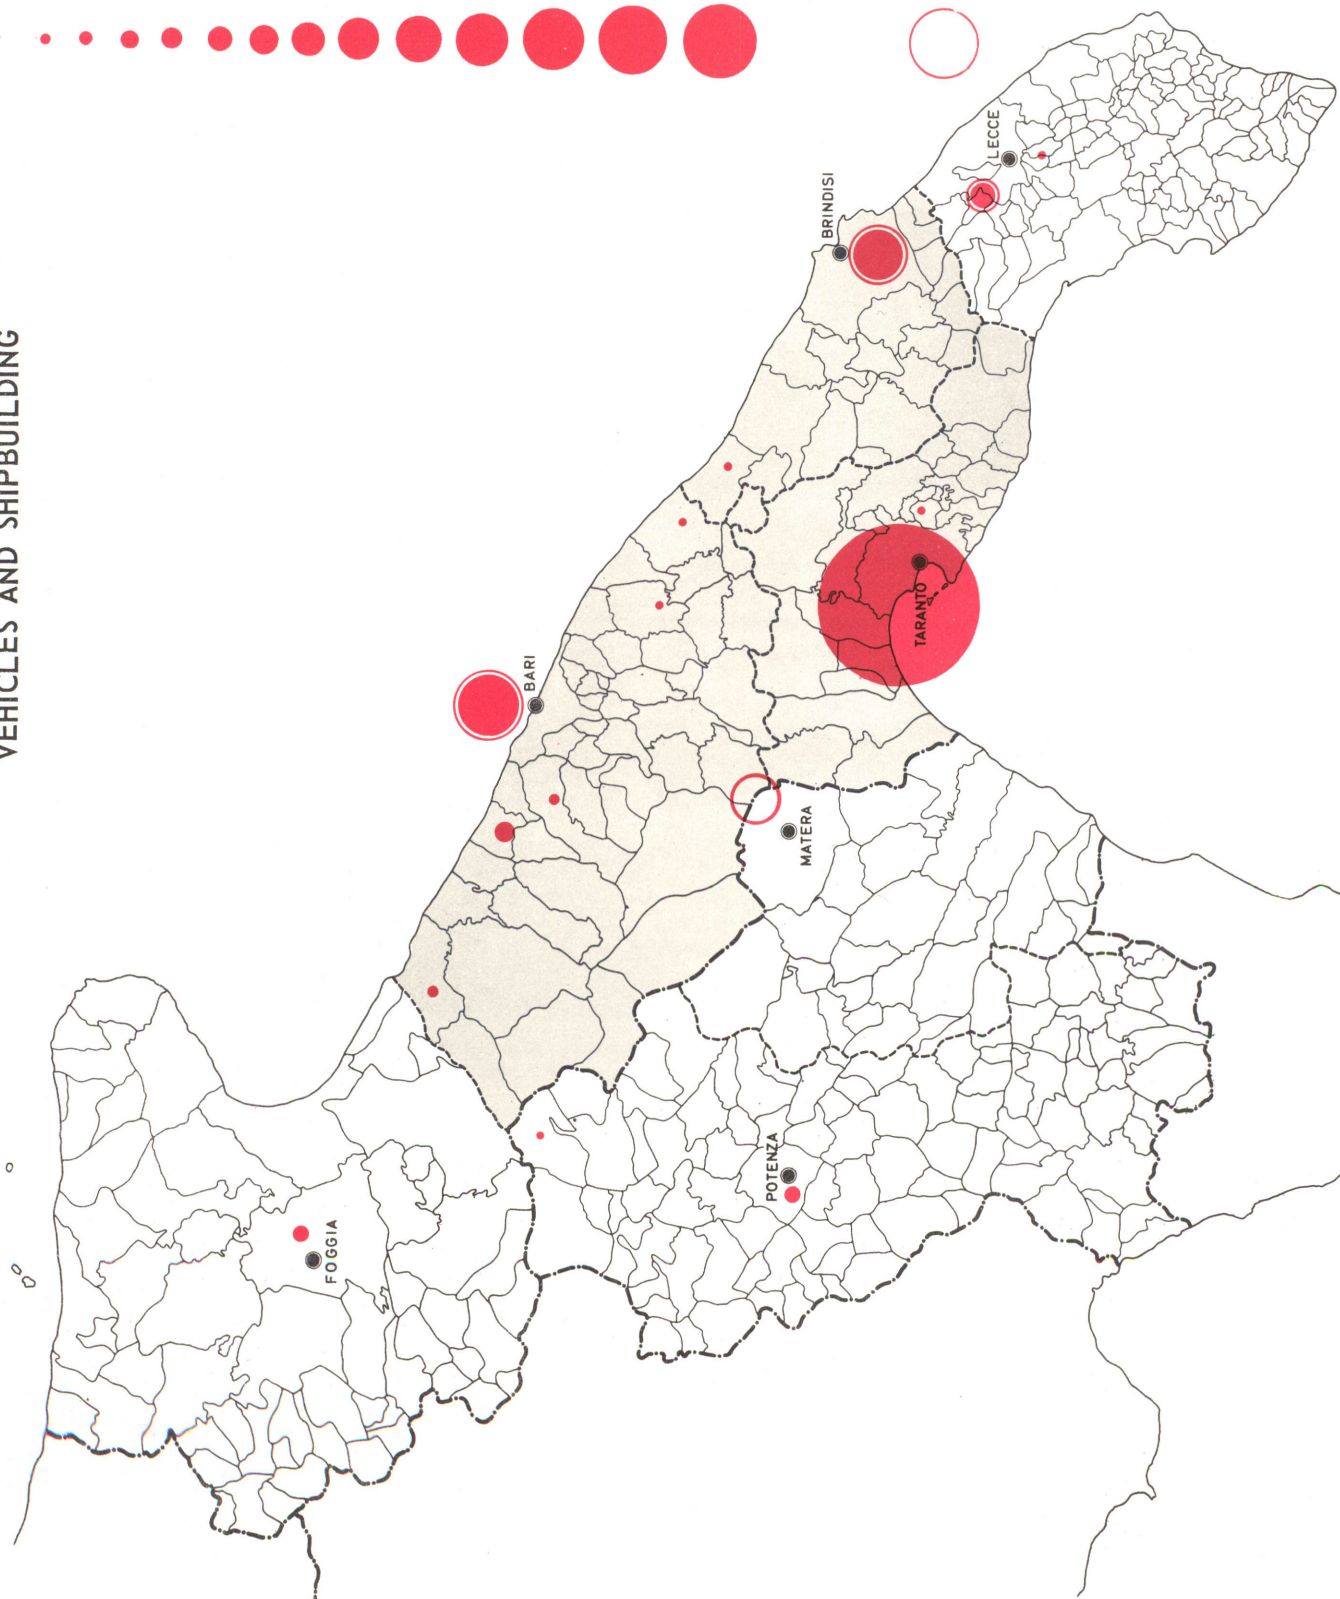 VEHICLES AND SHIPBUILDING
LECCE
BRINDISI
TARANTO
BARI
MATERA
POTENZA
FOGGIA